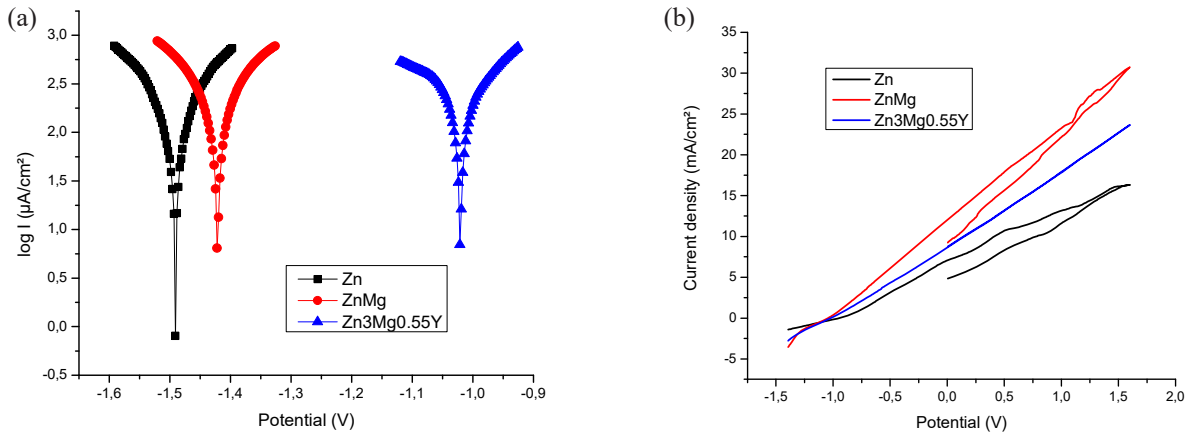 (a)
3,0
2,5
2,0
1,5
1,0
0,5
0,0
-0,5
log I (µA/cm²)
Zn
ZnMg
Zn3Mg0.55Y
-1,6 -1,5 -1,4 -1,3 -1,2 -1,1 -1,0 -0,9
Potential (V)
(b)
35
30
25
20
15
10
5
0
-5
Current density (mA/cm²)
Zn
ZnMg
Zn3Mg0.55Y
-1,5 -1,0 -0,5 0,0 0,5 1,0 1,5 2,0
Potential (V)